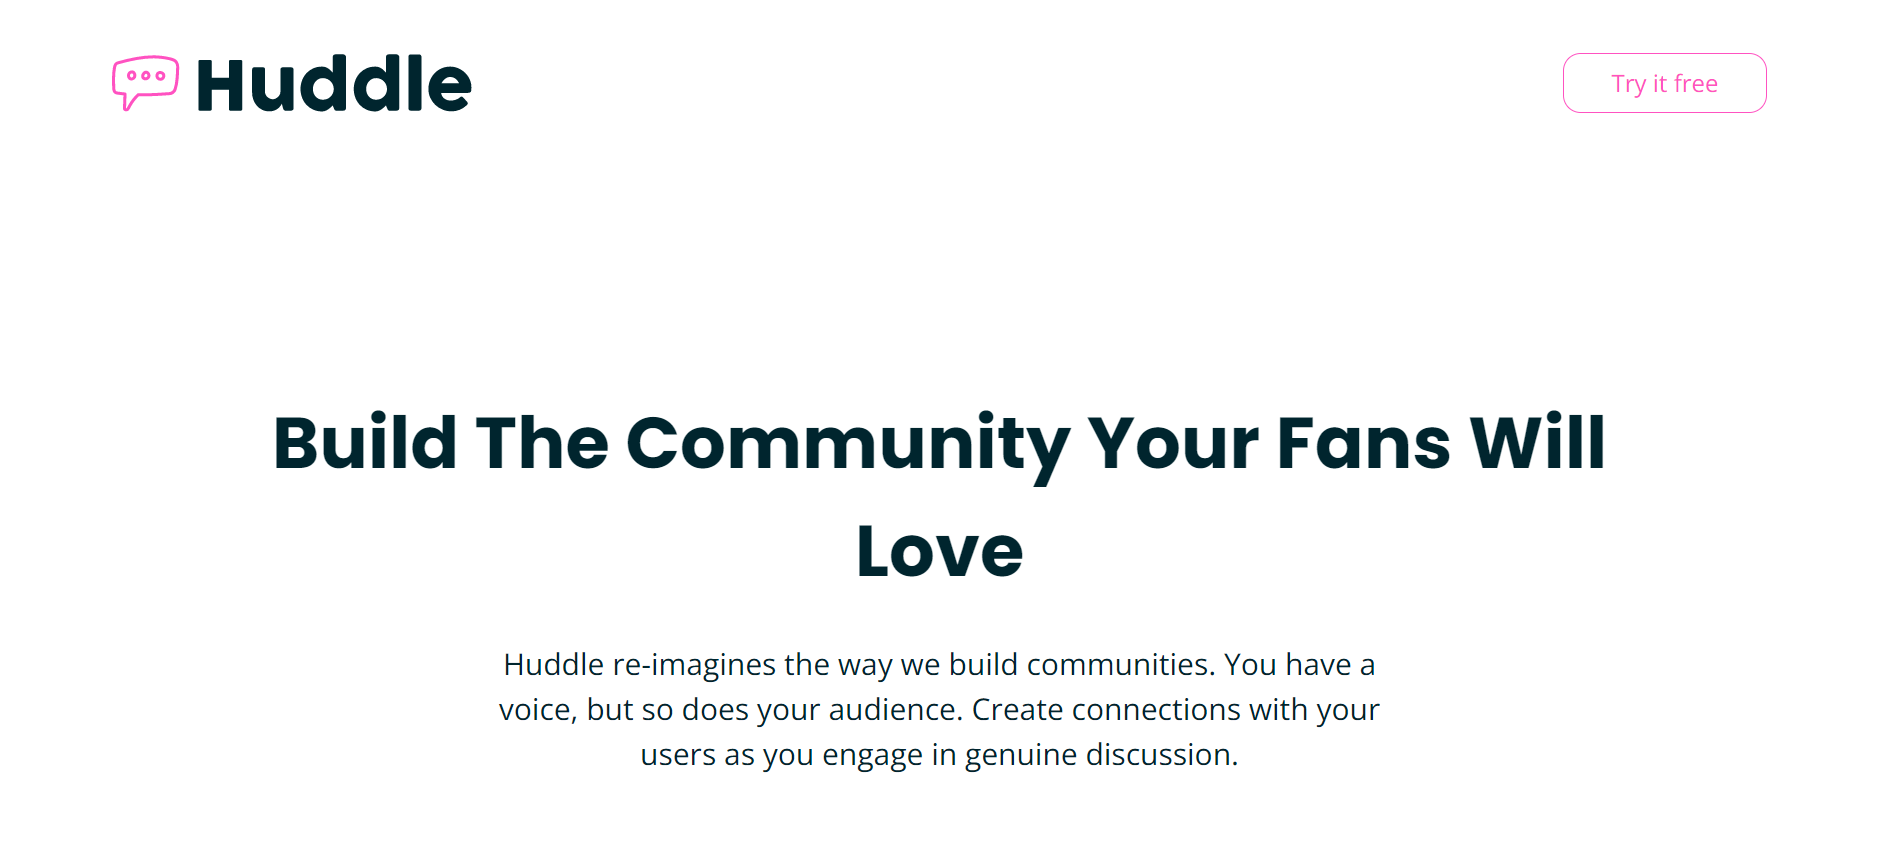 Huddle
Try it free
Build The Community Your Fans Will
Love
Huddle re-imagines the way we build communities. You have a
voice, but so does your audience. Create connections with your
users as you engage in genuine discussion.